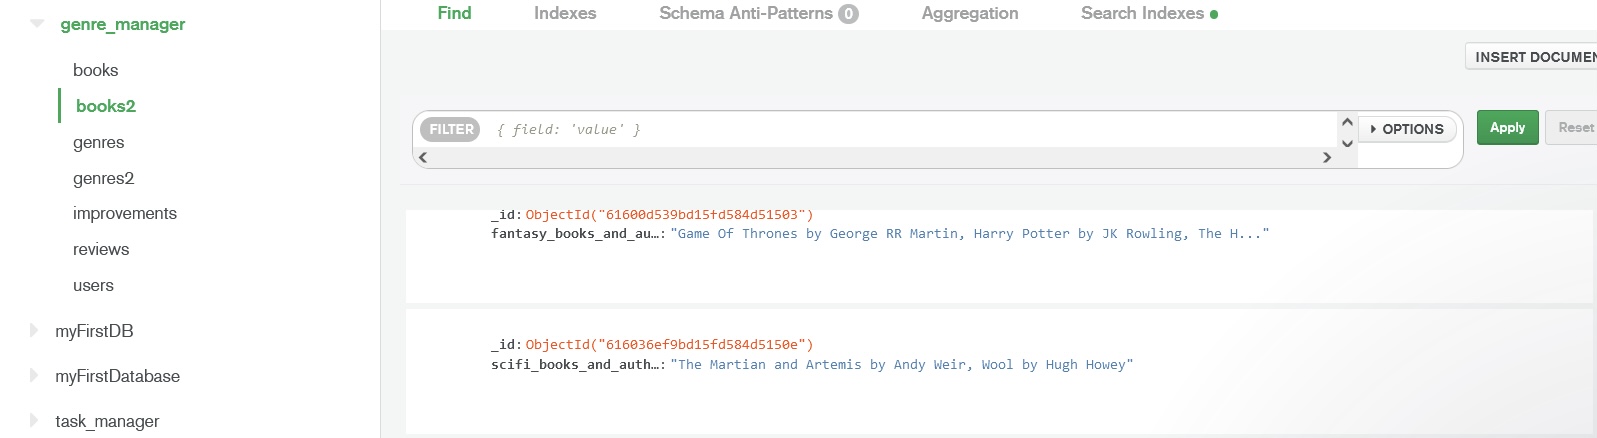 genre_manager
books
books2
genres
genres2
improvements
reviews
users
myFirstDB
myFirstDatabase
task_manager
Find Indexes Schema Anti-Patterns 0 Aggregation Search Indexes
INSERT DOCUMEN
FILTER { field: 'value' } OPTIONS Apply Reset
_id: ObjectId("61600d539bd15fd584d51503")
fantasy_books_and_au…: "Game Of Thrones by George RR Martin, Harry Potter by JK Rowling, The H..."
_id: ObjectId("616036ef9bd15fd584d5150e")
scifi_books_and_auth…: "The Martian and Artemis by Andy Weir, Wool by Hugh Howey"